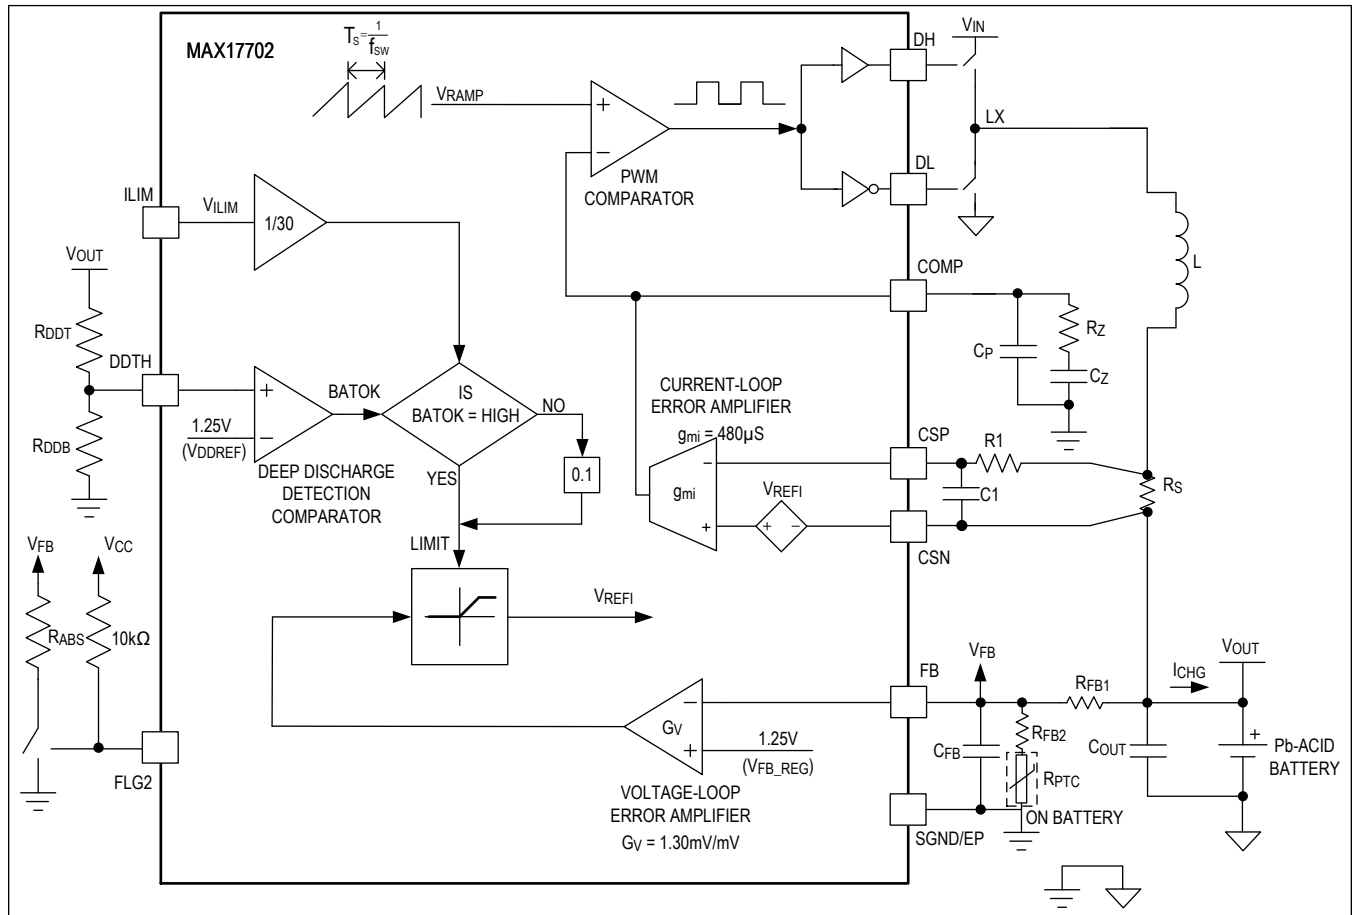 MAX17702
TS=1/fSW
VRAMP
+
−
PWM
COMPARATOR
DH
VIN
LX
DL
ILIM
VILIM
1/30
VOUT
RDDT
DDTH
RDDB
1.25V
(VDDREF)
+
−
BATOK
DEEP DISCHARGE
DETECTION
COMPARATOR
IS
BATOK = HIGH
NO
YES
0.1
LIMIT
VREFI
COMP
CP
RZ
CZ
L
CURRENT-LOOP
ERROR AMPLIFIER
gmi = 480µS
gmi
−
+
VREFI
+ −
CSP
R1
C1
CSN
RS
VFB
VCC
RABS
10kΩ
FLG2
GV
−
+
1.25V
(VFB_REG)
VOLTAGE-LOOP
ERROR AMPLIFIER
GV = 1.30mV/mV
FB
VFB
RFB1
RFB2
CFB
RPTC
ON BATTERY
SGND/EP
ICHG
VOUT
COUT
+
Pb-ACID
BATTERY